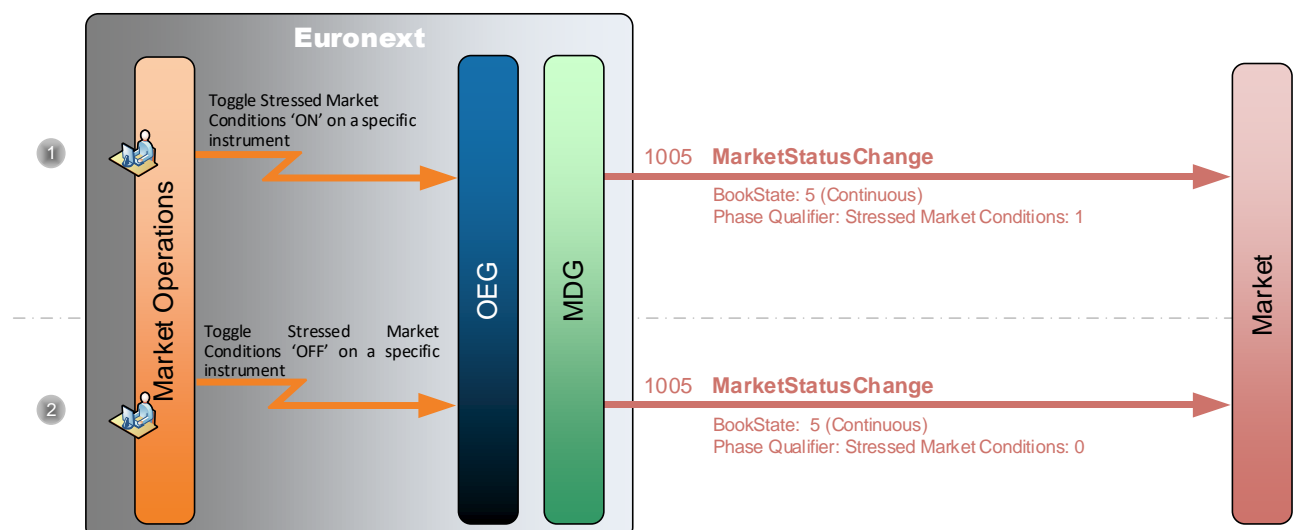 Euronext
Market Operations
OEG
MDG
Market
1
Toggle Stressed Market
Conditions ‘ON’ on a specific
instrument
1005 MarketStatusChange
BookState: 5 (Continuous)
Phase Qualifier: Stressed Market Conditions: 1
2
Toggle Stressed Market
Conditions ‘OFF’ on a specific
instrument
1005 MarketStatusChange
BookState: 5 (Continuous)
Phase Qualifier: Stressed Market Conditions: 0